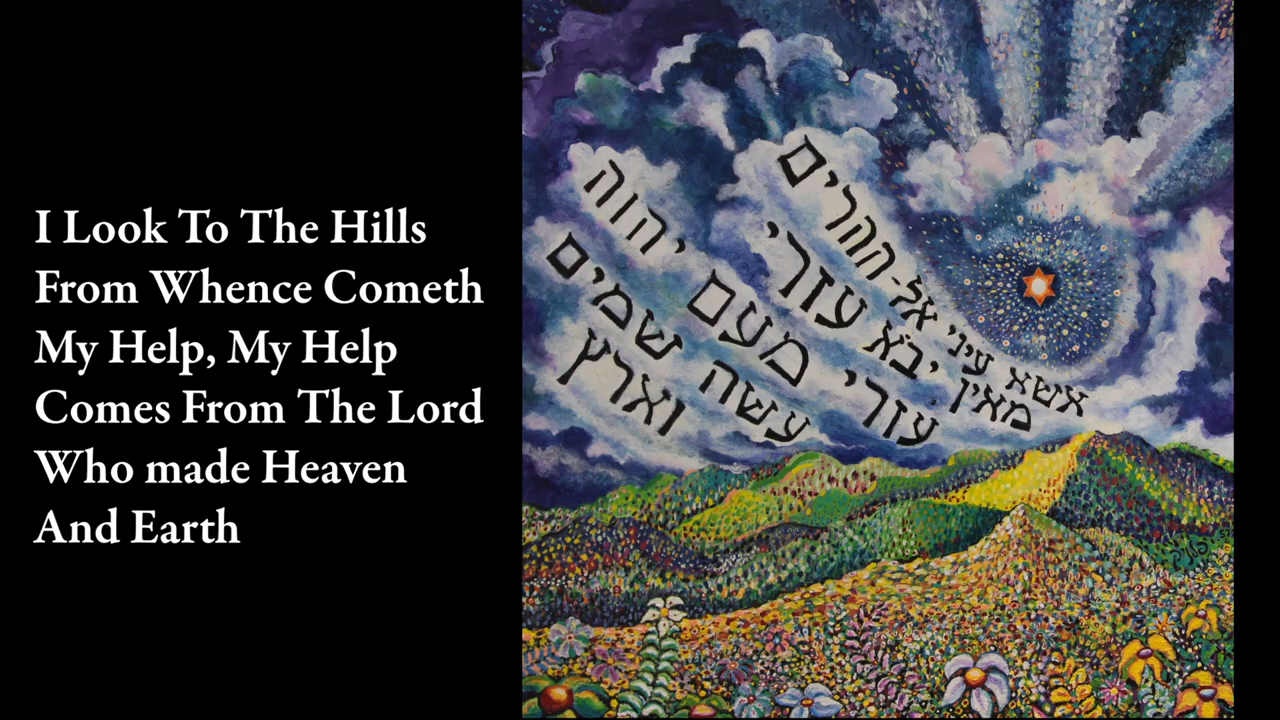 I Look To The Hills
From Whence Cometh
My Help, My Help
Comes From The Lord
Who made Heaven
And Earth
אשא עיני אל-ההרים
מאין יבֹא עזרי
עזרי מעם יהוה
עשה שמים
וארץ